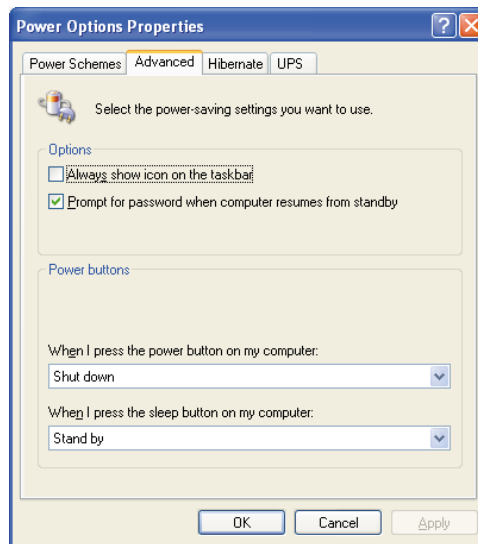 Power Options Properties
?
Power Schemes Advanced Hibernate UPS
Select the power-saving settings you want to use.
Options
Always show icon on the taskbar
Prompt for password when computer resumes from standby
Power buttons
When I press the power button on my computer:
Shut down
When I press the sleep button on my computer:
Stand by
OK Cancel Apply